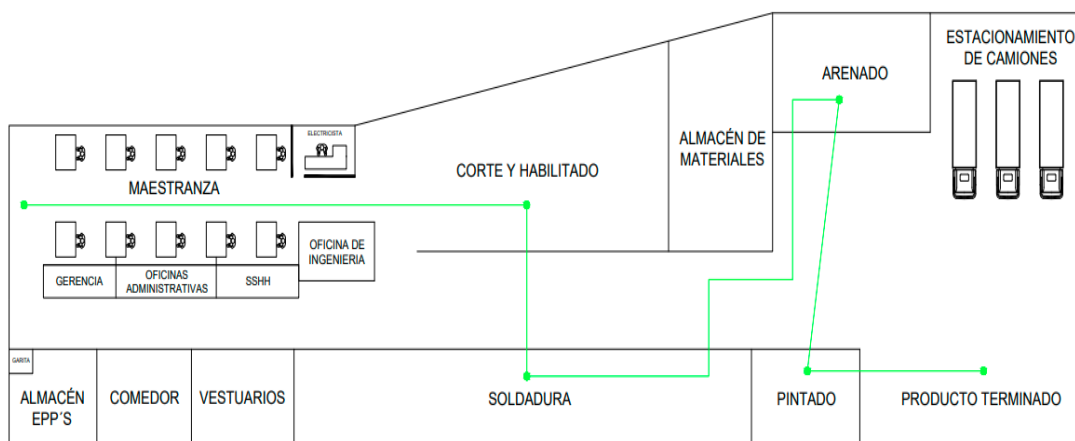 ESTACIONAMIENTO
DE CAMIONES
ARENADO
ELECTRICISTA
ALMACÉN DE
MATERIALES
CORTE Y HABILITADO
MAESTRANZA
OFICINA DE
INGENIERIA
GERENCIA
OFICINAS
ADMINISTRATIVAS
SSHH
GARITA
ALMACÉN
EPP´S
COMEDOR
VESTUARIOS
SOLDADURA
PINTADO
PRODUCTO TERMINADO